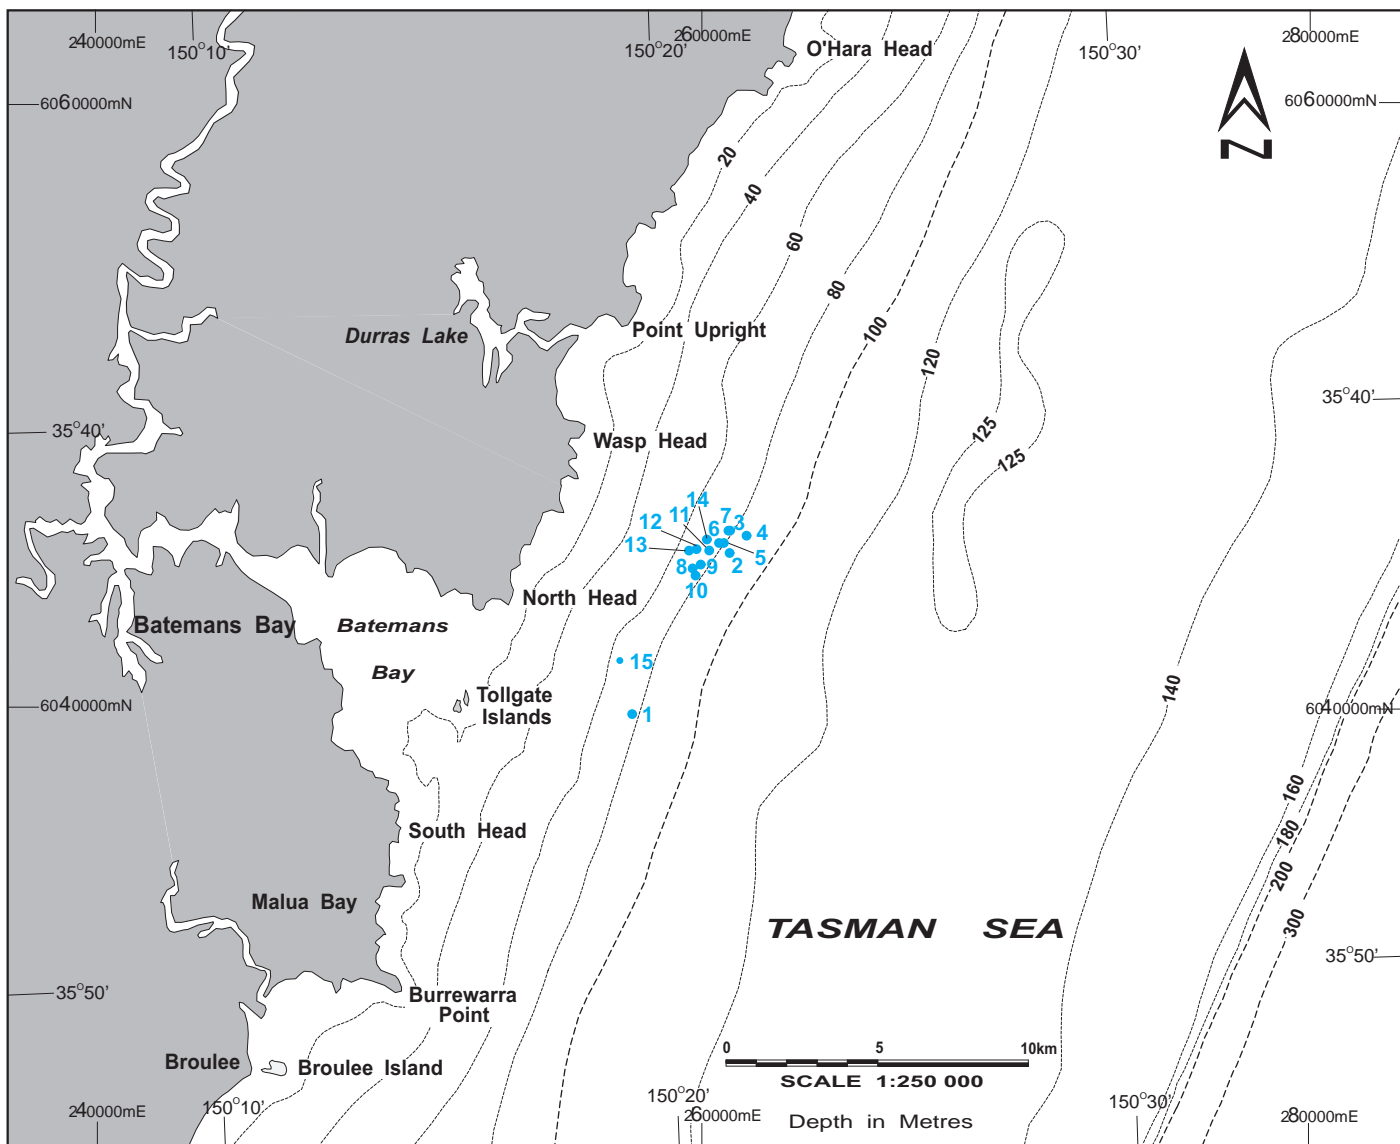 240000mE
150°10'
150°20'
260000mE
O'Hara Head
150°30'
280000mE
6060000mN
6060000mN
N
20
40
60
80
100
120
Point Upright
Durras Lake
35°40'
35°40'
Wasp Head
125
125
14
12
11
6
7
3
4
13
5
8
9
2
10
North Head
Batemans Bay
Batemans
Bay
15
1
Tollgate
Islands
140
6040000mN
6040000mN
160
180
200
300
South Head
Malua Bay
TASMAN SEA
35°50'
35°50'
Burrewarra
Point
Broulee
Broulee Island
0 5 10km
SCALE 1:250 000
Depth in Metres
240000mE
150°10'
150°20'
260000mE
150°30'
280000mE